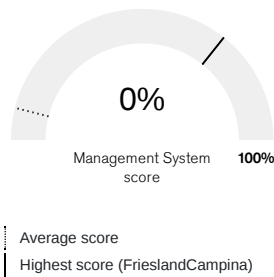 0%
Management System 100%
score
Average score
Highest score (FrieslandCampina)